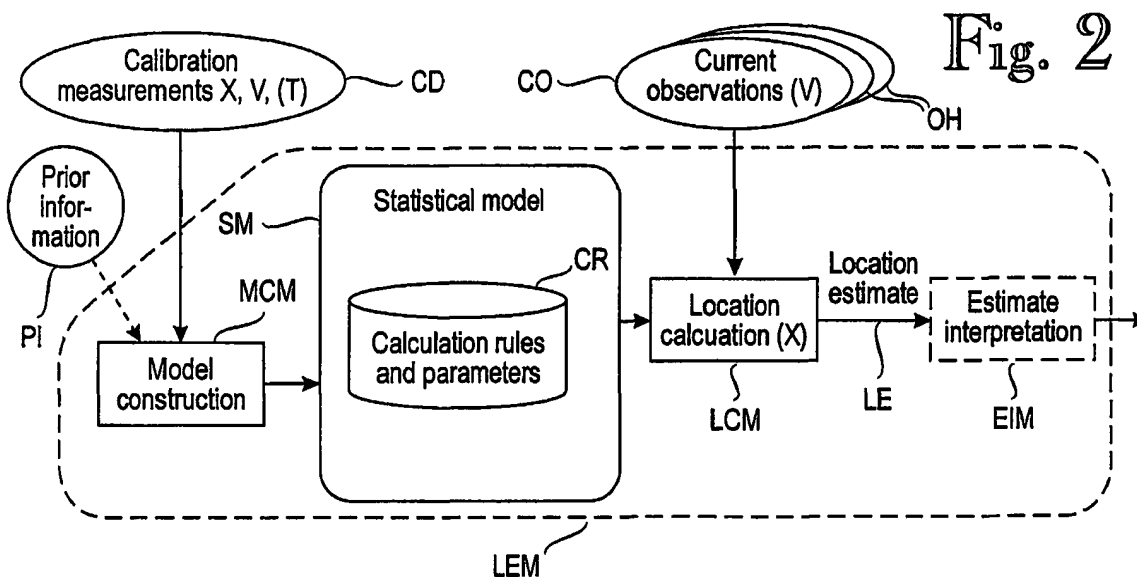 Fig. 2
Calibration
measurements X, V, (T)
CD
CO
Current
observations (V)
OH
Prior
infor-
mation
PI
SM
Statistical model
CR
Calculation rules
and parameters
MCM
Model
construction
Location
calcuation (X)
LCM
Location
estimate
LE
Estimate
interpretation
EIM
LEM